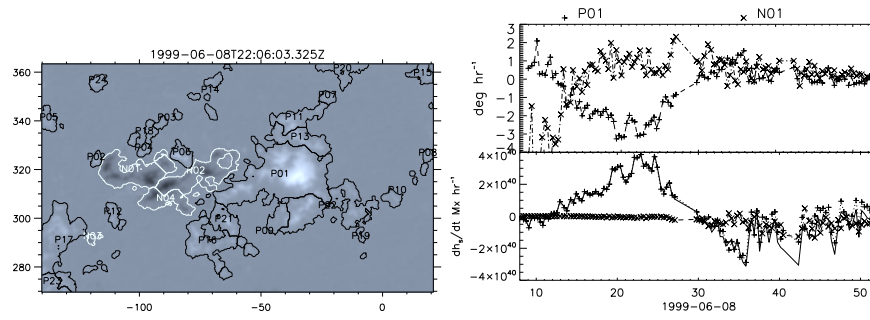 1999-06-08T22:06:03.325Z
360
340
320
300
280
-100
-50
0
P24
P20
P15
P14
P07
P05
P03
P11
P18
P13
P04
P02
P06
P08
N01
N02
P01
N04
P10
P12
P21
P09
P17
N03
P16
P19
P23
P01
N01
deg hr⁻¹
3
2
1
0
-1
-2
-3
-4
dhₛ/dt Mx hr⁻¹
4×10⁴⁰
2×10⁴⁰
0
-2×10⁴⁰
-4×10⁴⁰
10
20
30
40
50
1999-06-08